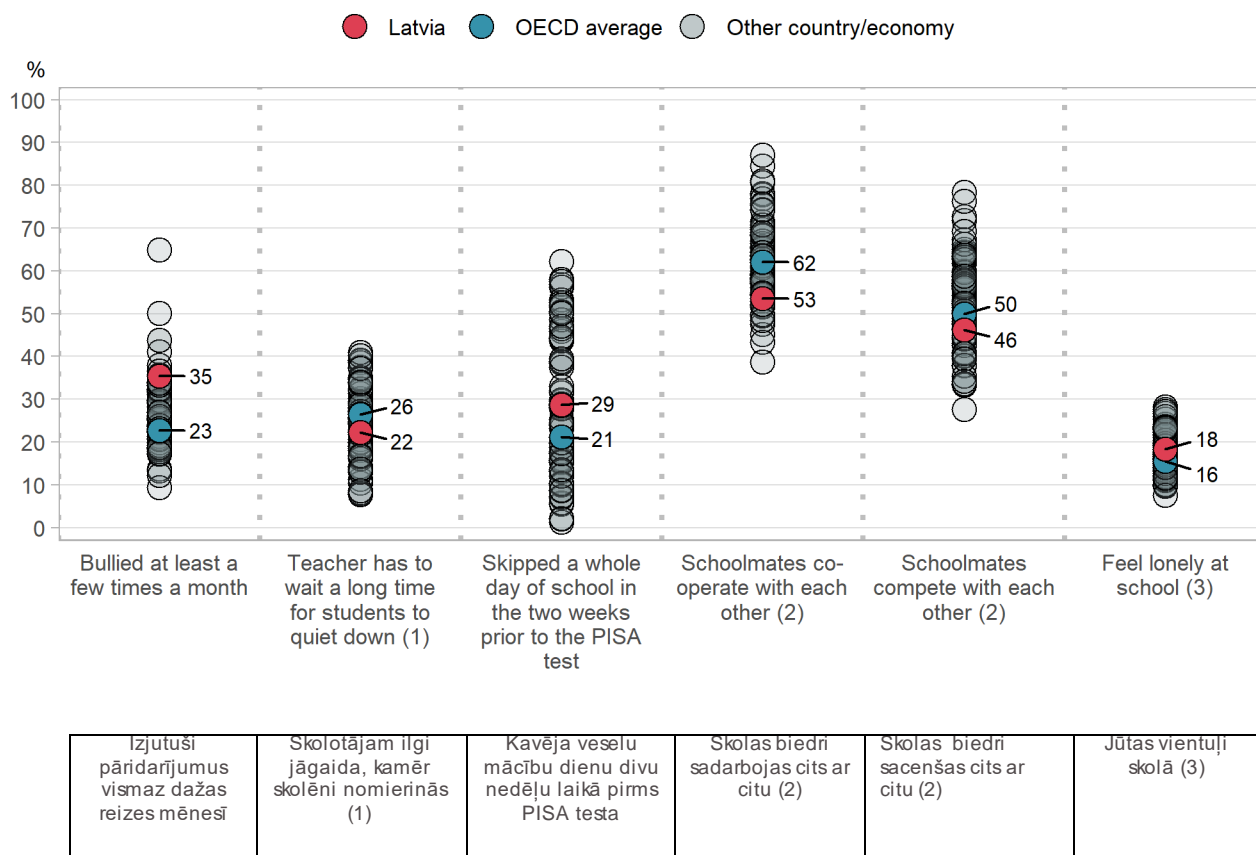 Latvia OECD average Other country/economy
%
100
90
80
70
60
50
40
30
20
10
0
35
23
26
22
29
21
62
53
50
46
18
16
Bullied at least a
few times a month
Teacher has to
wait a long time
for students to
quiet down (1)
Skipped a whole
day of school in
the two weeks
prior to the PISA
test
Schoolmates co-
operate with each
other (2)
Schoolmates
compete with each
other (2)
Feel lonely at
school (3)
Izjutuši
pāridarījumus
vismaz dažas
reizes mēnesī
Skolotājam ilgi
jāgaida, kamēr
skolēni nomierinās
(1)
Kavēja veselu
mācību dienu divu
nedēļu laikā pirms
PISA testa
Skolas biedri
sadarbojas cits ar
citu (2)
Skolas biedri
sacenšas cits ar
citu (2)
Jūtas vientuļi
skolā (3)